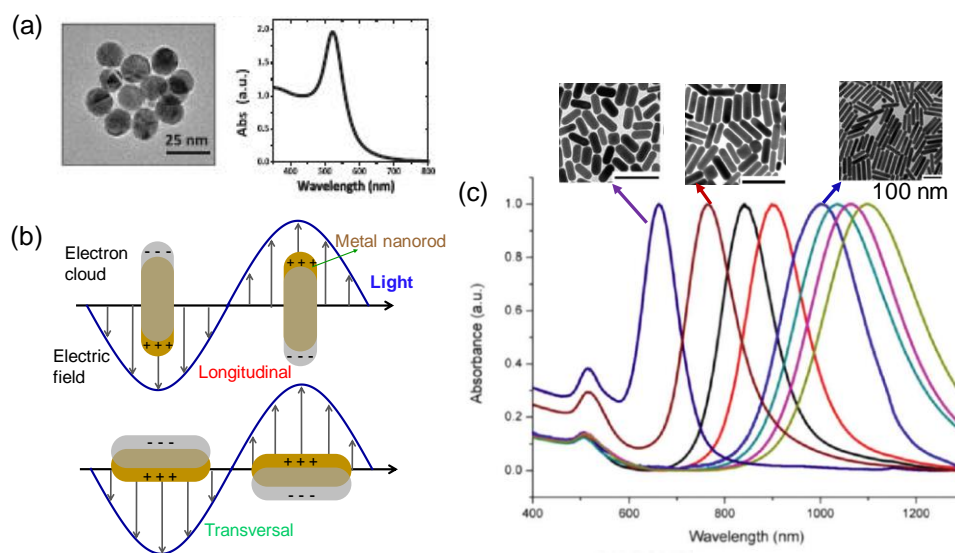 (a)
25 nm
Abs (a.u.)
2.0
1.5
1.0
0.5
0.0
400 500 600 700 800
Wavelength (nm)
(b)
Electron
cloud
- - -
+ + +
Metal nanorod
Light
+ + +
- - -
Electric
field
Longitudinal
- - -
+ + +
+ + +
- - -
Transversal
(c)
100 nm
Absorbance (a.u.)
1.0
0.8
0.6
0.4
0.2
0.0
400 600 800 1000 1200
Wavelength (nm)